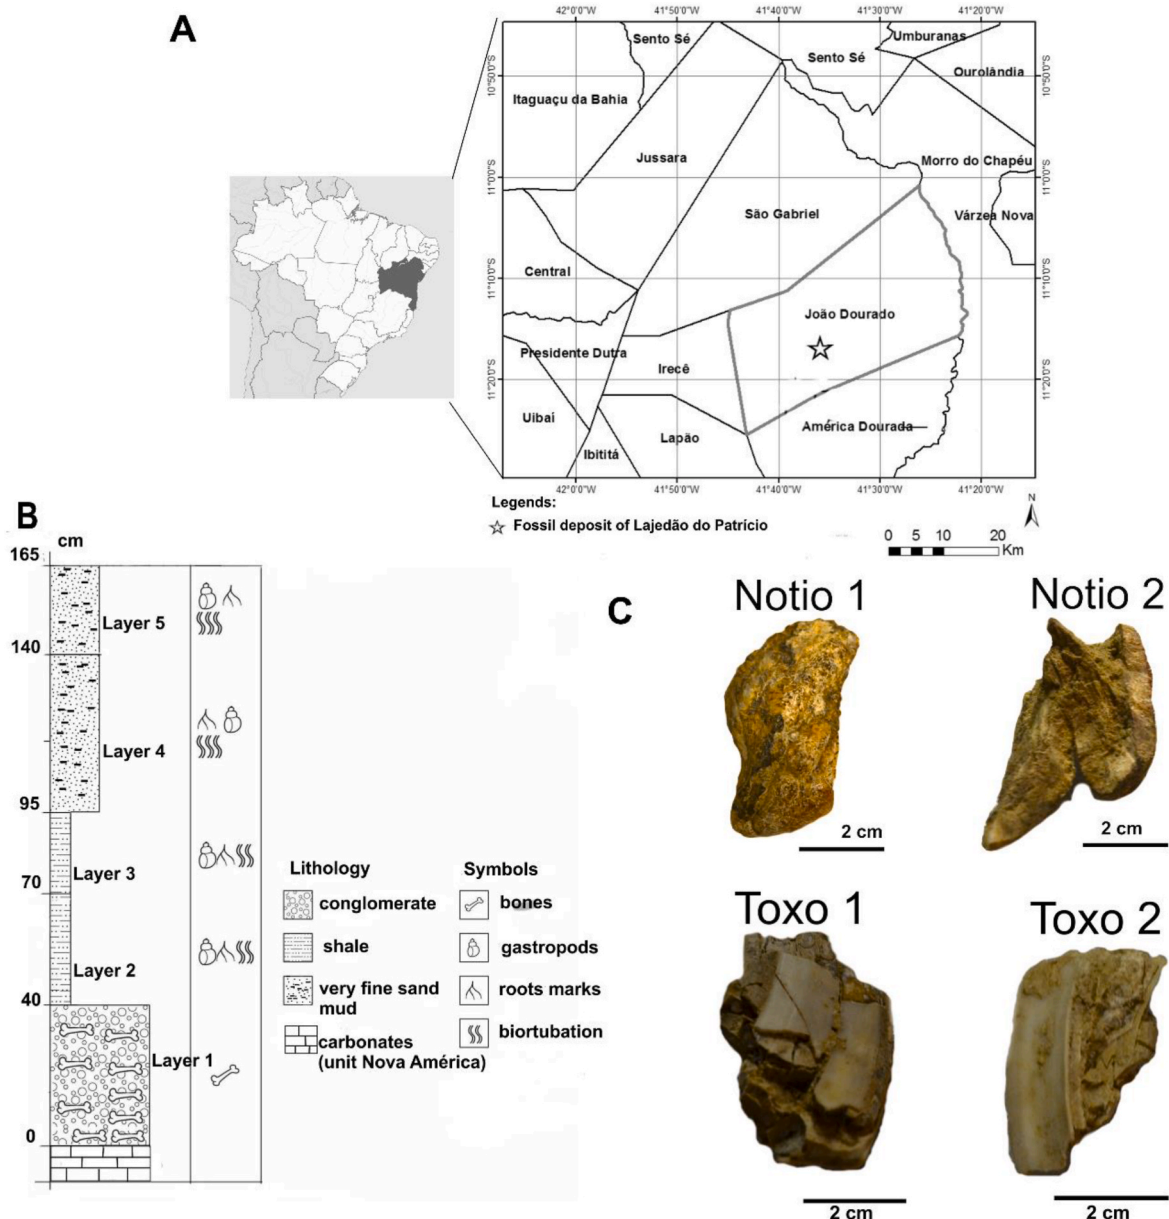 A
42°0'0"W 41°50'0"W 41°40'0"W 41°30'0"W 41°20'0"W
Sento Sé
Sento Sé
Umburanas
Ourolândia
Itaguaçu da Bahia
Jussara
Morro do Chapéu
São Gabriel
Várzea Nova
Central
João Dourado
Presidente Dutra
Irecê
Uibaí
América Dourada
Lapão
Ibititá
10°50'0"S
11°0'0"S
11°10'0"S
11°20'0"S
10°50'0"S
11°0'0"S
11°10'0"S
11°20'0"S
42°0'0"W 41°50'0"W 41°40'0"W 41°30'0"W 41°20'0"W
Legends:
Fossil deposit of Lajedão do Patrício
N
0 5 10 20
Km
B
cm
165
Layer 5
140
Layer 4
95
Layer 3
70
Layer 2
40
Layer 1
0
Lithology
conglomerate
shale
very fine sand
mud
carbonates
(unit Nova América)
Symbols
bones
gastropods
roots marks
biortubation
C
Notio 1
2 cm
Notio 2
2 cm
Toxo 1
2 cm
Toxo 2
2 cm